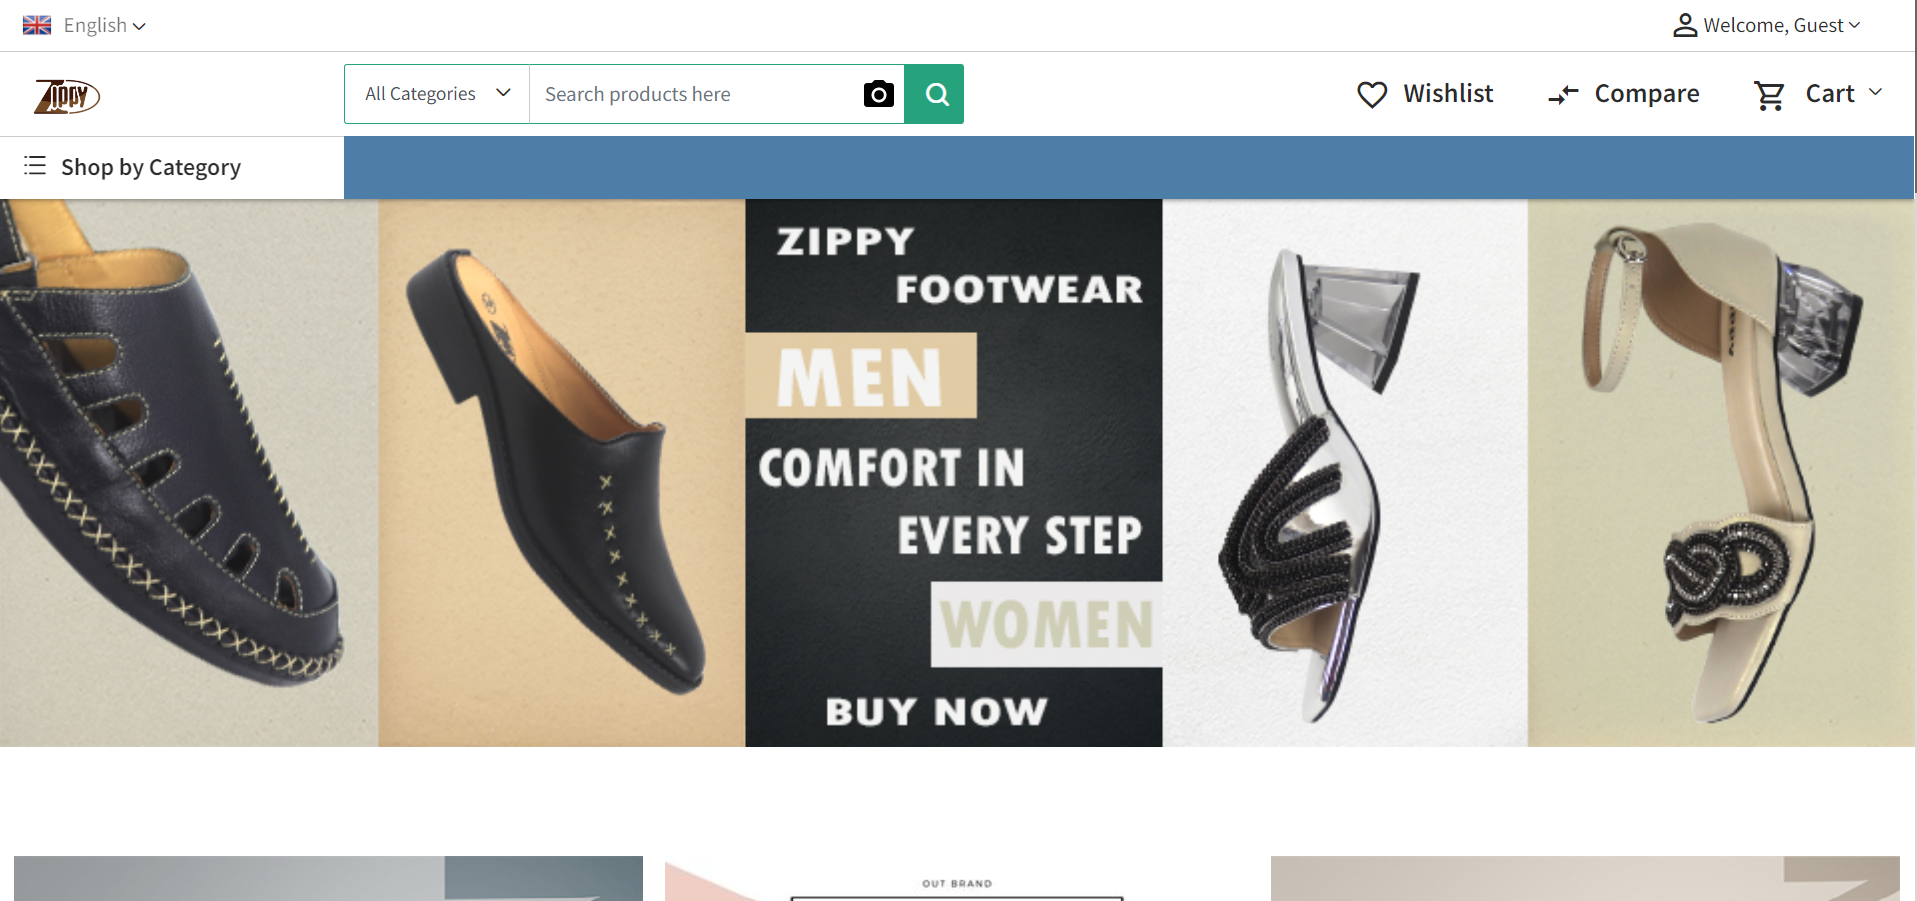 English
Welcome, Guest
ZIPPY
All Categories
Search products here
Wishlist
Compare
Cart
Shop by Category
ZIPPY
FOOTWEAR
MEN
COMFORT IN
EVERY STEP
WOMEN
BUY NOW
OUT BRAND